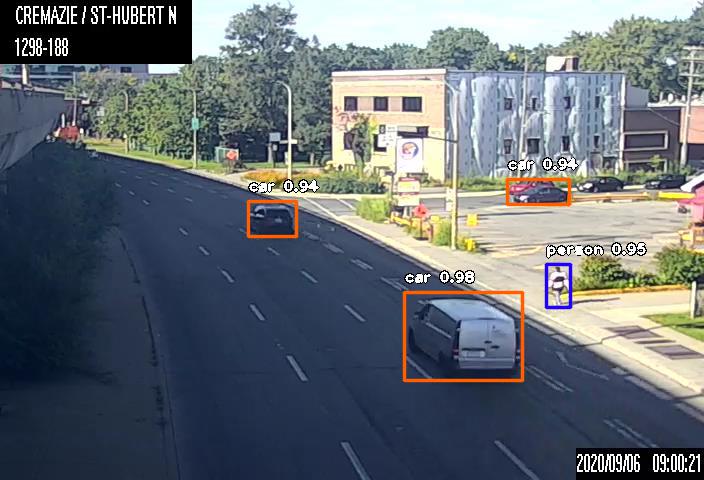 CREMAZIE / ST-HUBERT N
1298-188
car 0.94
car 0.94
person 0.95
car 0.98
2020/09/06 09:00:21